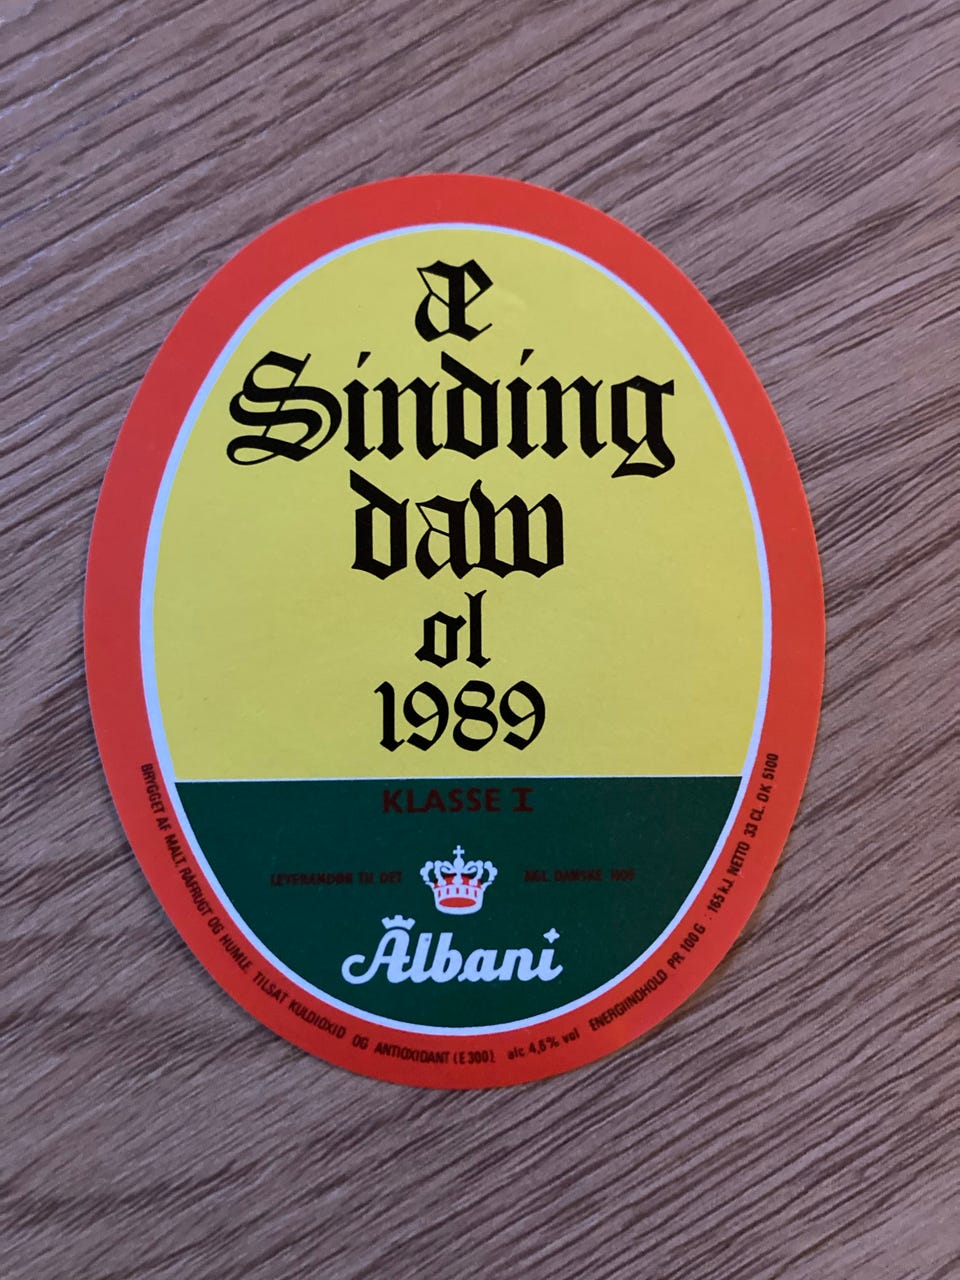 æ
Sinding
daw
ol
1989
KLASSE I
LEVERANDØR TIL DET KGL. DANSKE HOF
Albani
BRYGGET AF MALT, RÅFRUGT OG HUMLE TILSAT KULDIOXID OG ANTIOXIDANT (E 300) alc 4,6% vol ENERGIINDHOLD PR. 100 G : 165 kJ. NETTO 33 CL. DK 5100